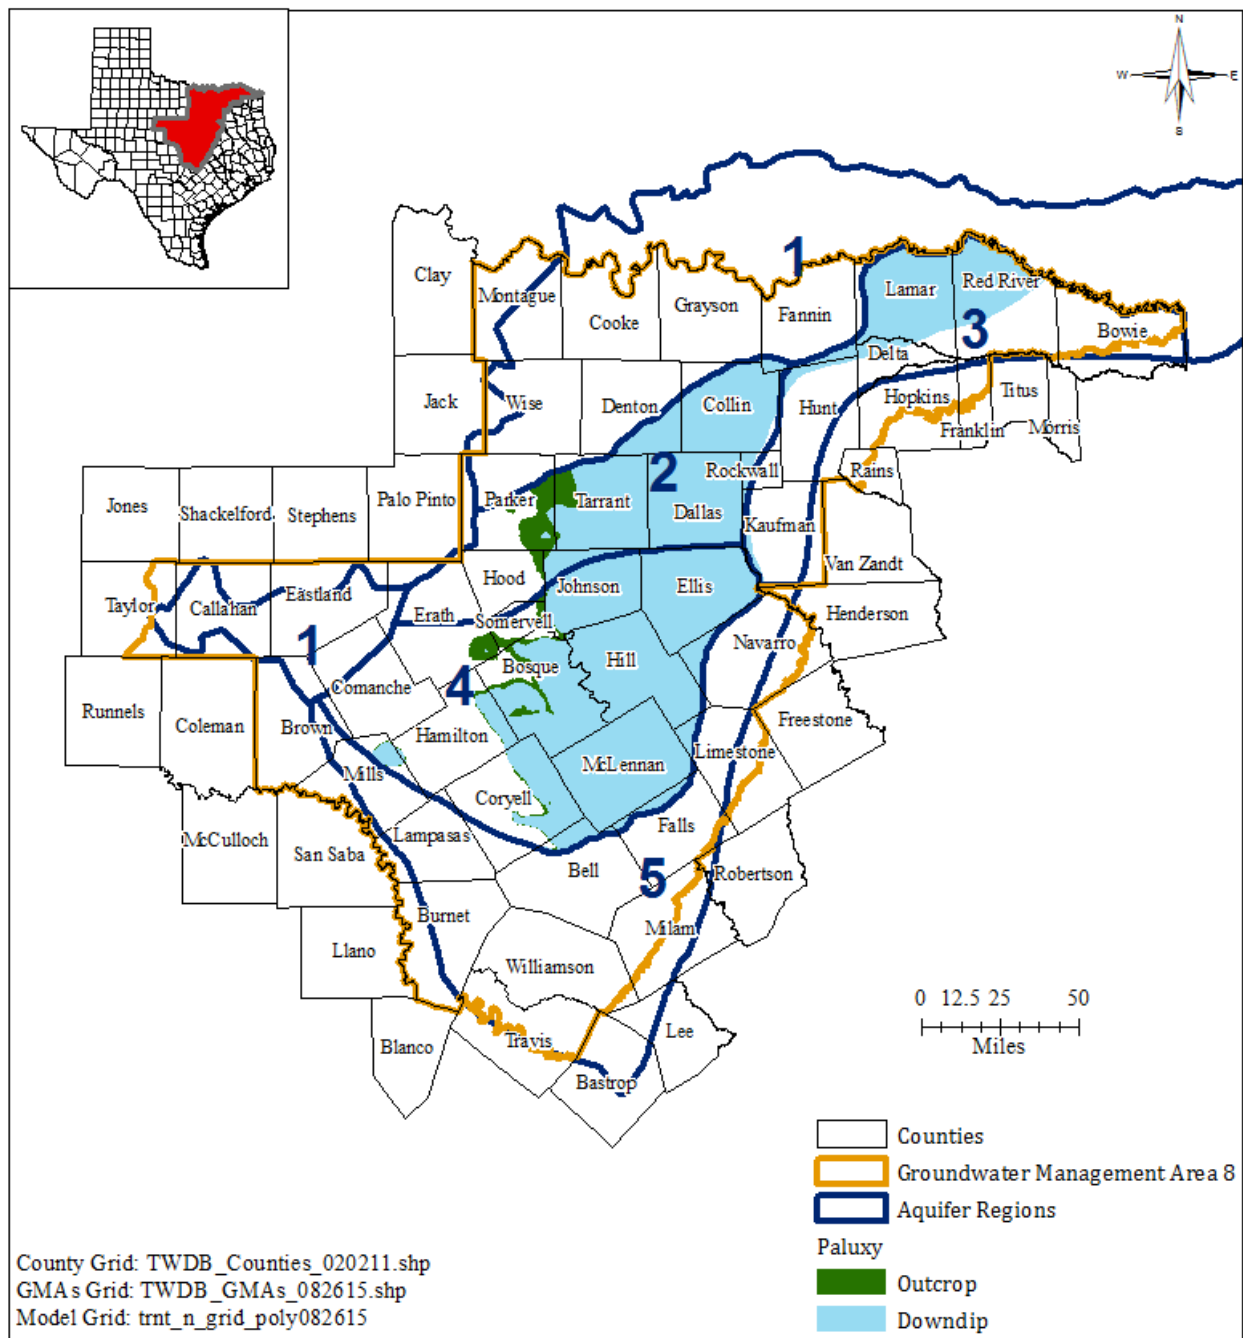 N
W E
S
1
Clay
Montague
Cooke
Grayson
Fannin
Lamar
Red River
3
Bowie
Delta
Jack
Wise
Denton
Collin
Hunt
Hopkins
Titus
Franklin
Morris
2
Rockwall
Rains
Jones
Shackelford
Stephens
Palo Pinto
Parker
Tarrant
Dallas
Kaufman
Van Zandt
Hood
Johnson
Ellis
Henderson
Taylor
Callahan
Eastland
Erath
Somervell
1
Navarro
Bosque
Hill
4
Comanche
Runnels
Coleman
Brown
Hamilton
Freestone
Limestone
McLennan
Mills
Coryell
Falls
McCulloch
San Saba
Lampasas
Bell
5
Robertson
Burnet
Milam
Llano
Williamson
Blanco
Travis
Lee
Bastrop
0 12.5 25 50
Miles
Counties
Groundwater Management Area 8
Aquifer Regions
Paluxy
Outcrop
Downdip
County Grid: TWDB_Counties_020211.shp
GMAs Grid: TWDB_GMAs_082615.shp
Model Grid: trnt_n_grid_poly082615